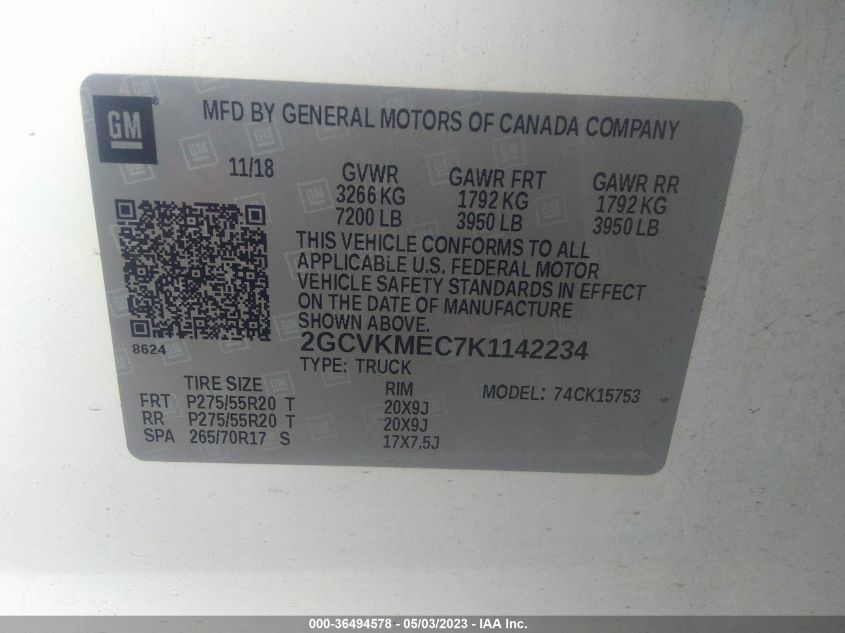 GM
MFD BY GENERAL MOTORS OF CANADA COMPANY
11/18 GVWR GAWR FRT GAWR RR
3266 KG 1792 KG 1792 KG
7200 LB 3950 LB 3950 LB
THIS VEHICLE CONFORMS TO ALL
APPLICABLE U.S. FEDERAL MOTOR
VEHICLE SAFETY STANDARDS IN EFFECT
ON THE DATE OF MANUFACTURE
SHOWN ABOVE.
8624 2GCVKMEC7K1142234
TYPE: TRUCK
TIRE SIZE RIM MODEL: 74CK15753
FRT P275/55R20 T 20X9J
RR P275/55R20 T 20X9J
SPA 265/70R17 S 17X7.5J
000-36494578 - 05/03/2023 - IAA Inc.